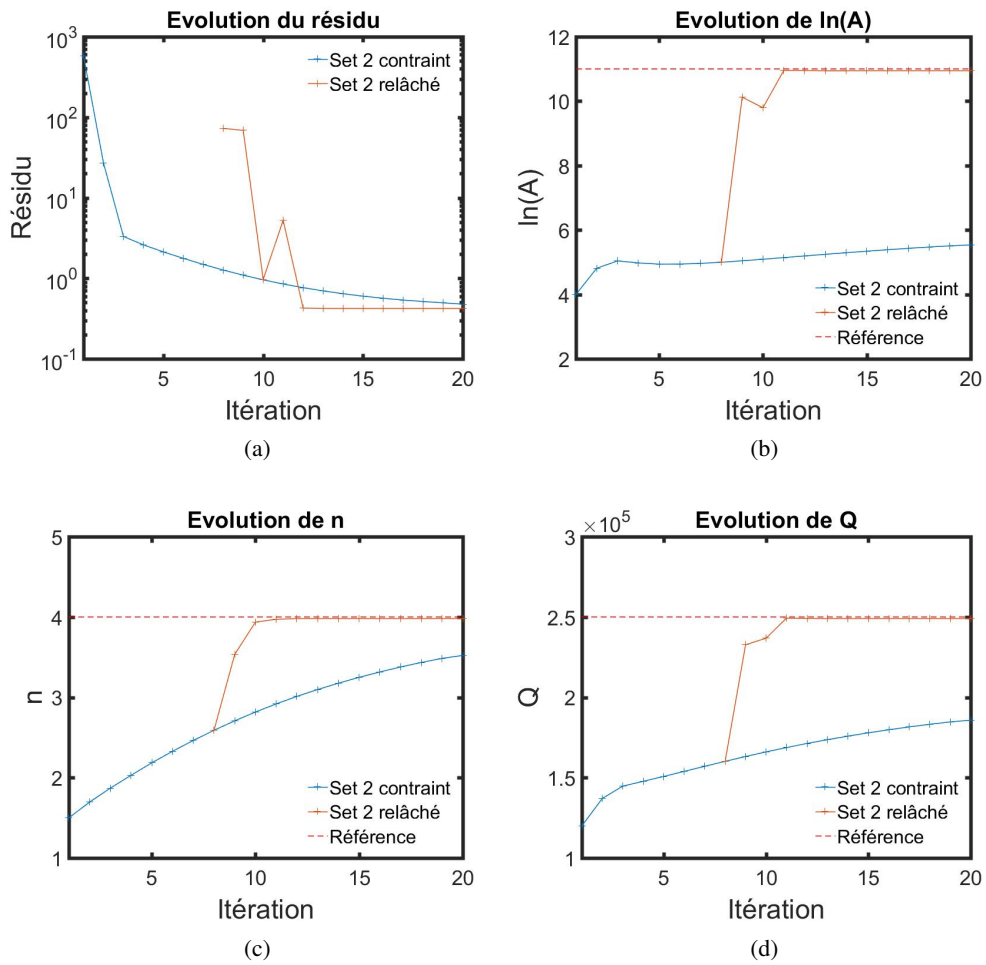 Evolution du résidu
10^3
10^2
10^1
10^0
10^-1
Résidu
5
10
15
20
Itération
Set 2 contraint
Set 2 relâché
(a)
Evolution de ln(A)
12
10
8
6
4
2
ln(A)
5
10
15
20
Itération
Set 2 contraint
Set 2 relâché
Référence
(b)
Evolution de n
5
4
3
2
1
n
5
10
15
20
Itération
Set 2 contraint
Set 2 relâché
Référence
(c)
Evolution de Q
×10^5
3
2.5
2
1.5
1
Q
5
10
15
20
Itération
Set 2 contraint
Set 2 relâché
Référence
(d)